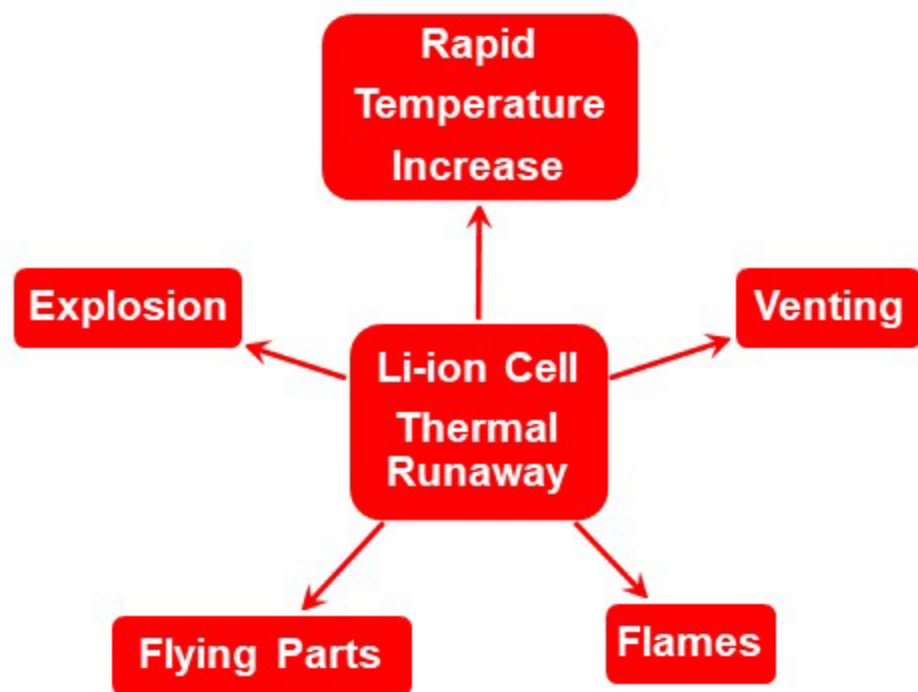 Rapid
Temperature
Increase
Explosion
Venting
Li-ion Cell
Thermal
Runaway
Flying Parts
Flames